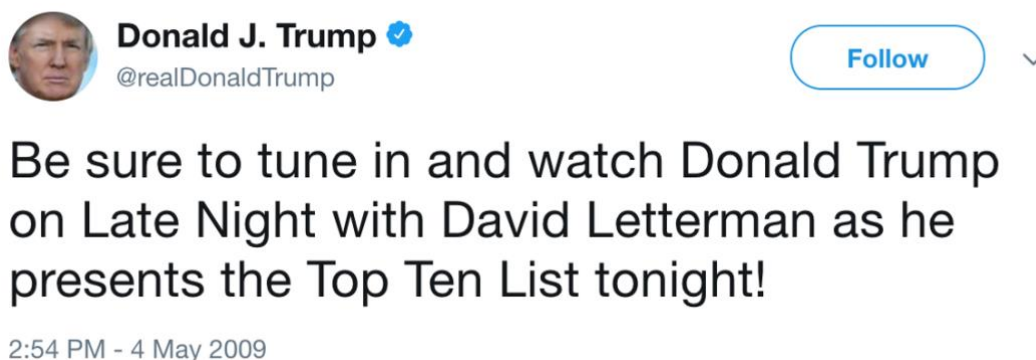 Donald J. Trump
@realDonaldTrump
Follow
Be sure to tune in and watch Donald Trump
on Late Night with David Letterman as he
presents the Top Ten List tonight!
2:54 PM - 4 May 2009